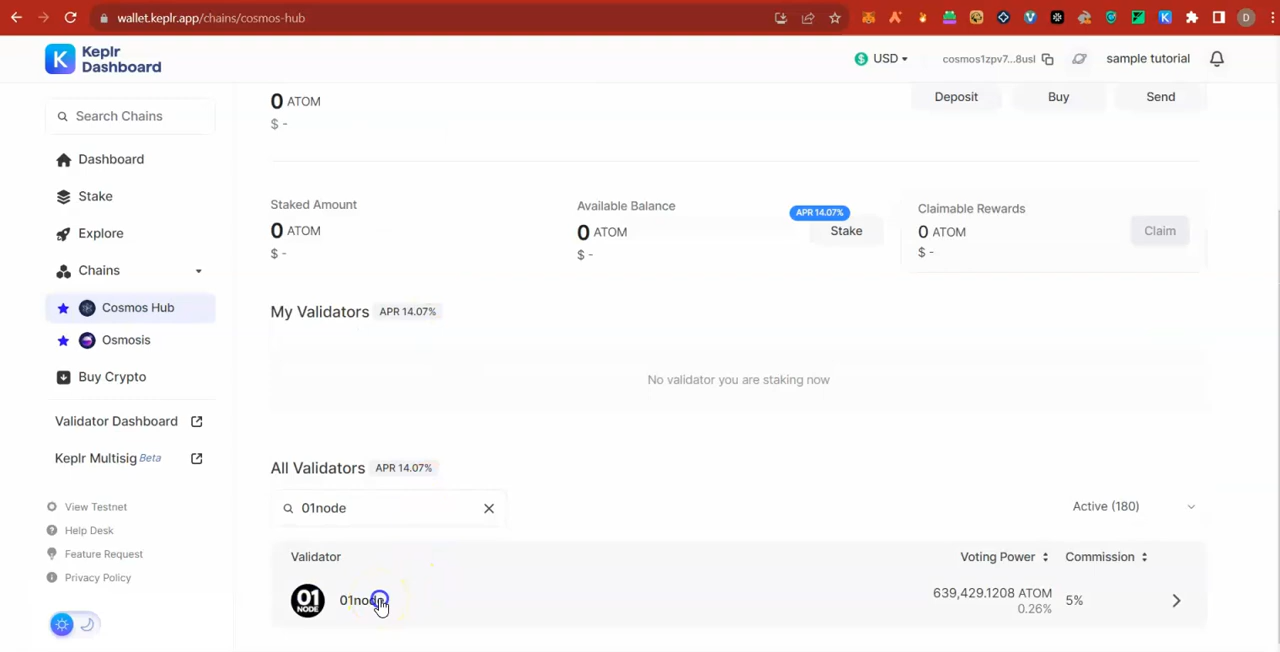 wallet.keplr.app/chains/cosmos-hub
D
K
Keplr
Dashboard
USD
cosmos1zpv7...8usl
sample tutorial
Search Chains
Dashboard
Stake
Explore
Chains
Cosmos Hub
Osmosis
Buy Crypto
Validator Dashboard
Keplr Multisig Beta
View Testnet
Help Desk
Feature Request
Privacy Policy
0 ATOM
$ -
Deposit
Buy
Send
Staked Amount
0 ATOM
$ -
Available Balance
0 ATOM
$ -
APR 14.07%
Stake
Claimable Rewards
0 ATOM
$ -
Claim
My Validators APR 14.07%
No validator you are staking now
All Validators APR 14.07%
01node
Active (180)
Validator
Voting Power
Commission
01
NODE
01node
639,429.1208 ATOM
0.26%
5%